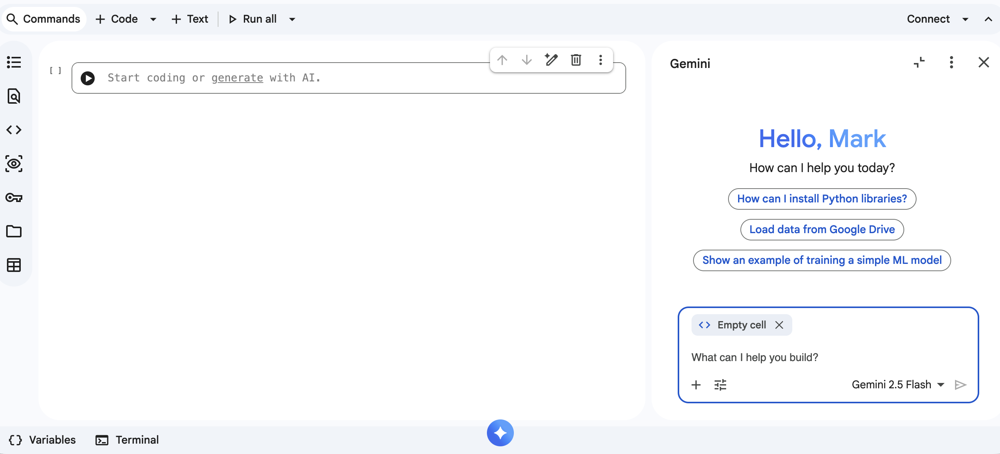 Commands
Code
Text
Run all
Connect
[ ]
Start coding or generate with AI.
Gemini
Hello, Mark
How can I help you today?
How can I install Python libraries?
Load data from Google Drive
Show an example of training a simple ML model
Empty cell
What can I help you build?
Gemini 2.5 Flash
Variables
Terminal